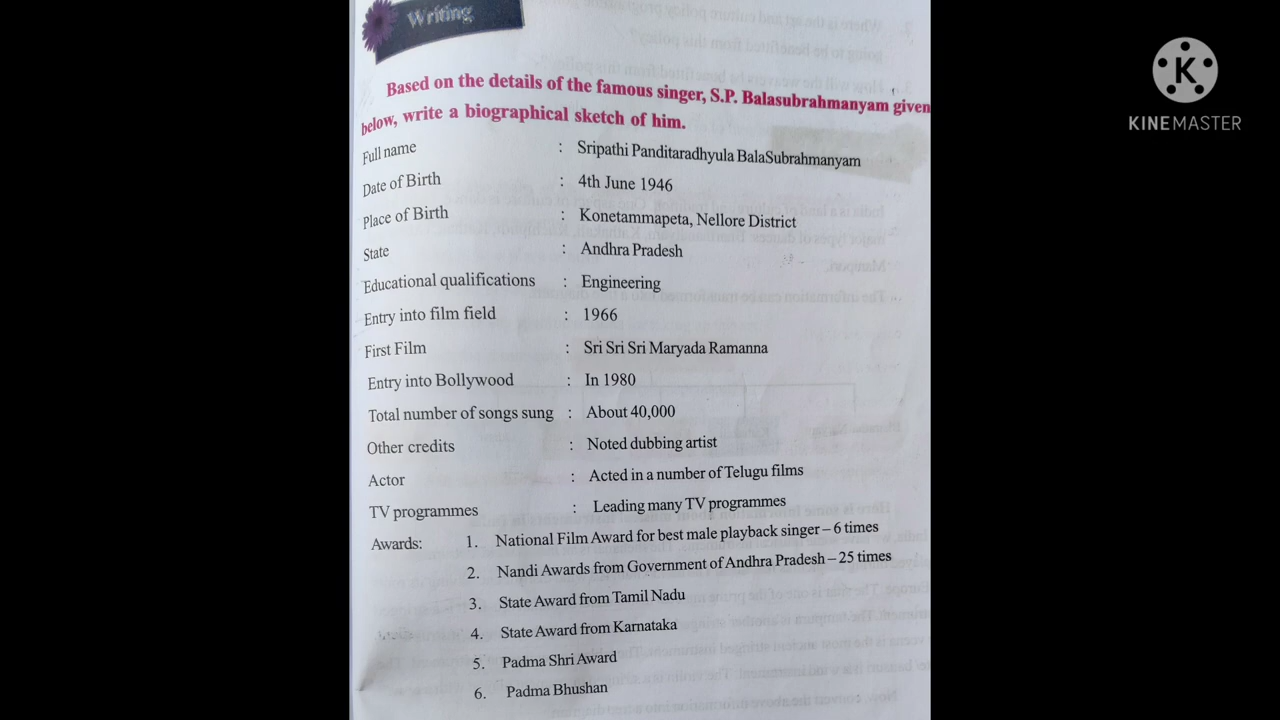 Writing
Based on the details of the famous singer, S.P. Balasubrahmanyam given
below, write a biographical sketch of him.
Full name : Sripathi Panditaradhyula BalaSubrahmanyam
Date of Birth : 4th June 1946
Place of Birth : Konetammapeta, Nellore District
State : Andhra Pradesh
Educational qualifications : Engineering
Entry into film field : 1966
First Film : Sri Sri Sri Maryada Ramanna
Entry into Bollywood : In 1980
Total number of songs sung : About 40,000
Other credits : Noted dubbing artist
Actor : Acted in a number of Telugu films
TV programmes : Leading many TV programmes
Awards: 1. National Film Award for best male playback singer – 6 times
2. Nandi Awards from Government of Andhra Pradesh – 25 times
3. State Award from Tamil Nadu
4. State Award from Karnataka
5. Padma Shri Award
6. Padma Bhushan
K
KINEMASTER